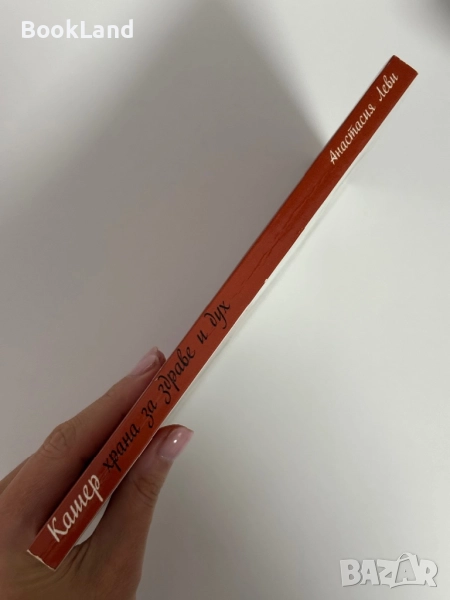 BookLand
Кашер храна за здраве и дух
Анастасия Леви
BAZAR